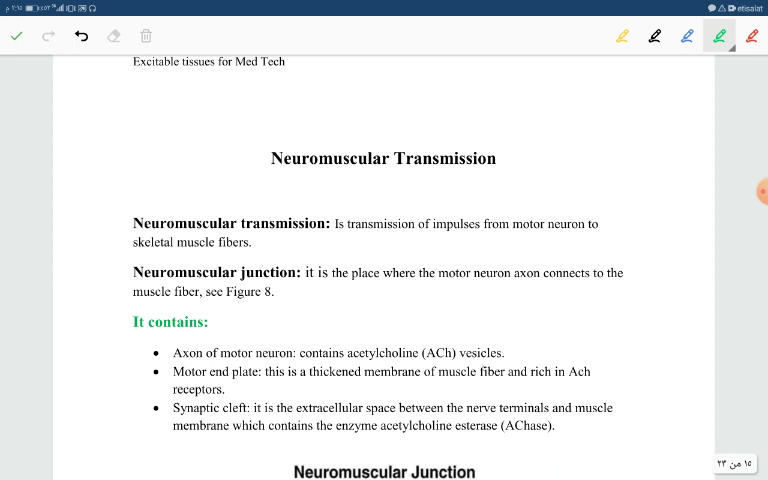 etisalat
Excitable tissues for Med Tech
Neuromuscular Transmission
Neuromuscular transmission: Is transmission of impulses from motor neuron to
skeletal muscle fibers.
Neuromuscular junction: it is the place where the motor neuron axon connects to the
muscle fiber, see Figure 8.
It contains:
• Axon of motor neuron: contains acetylcholine (ACh) vesicles.
• Motor end plate: this is a thickened membrane of muscle fiber and rich in Ach
receptors.
• Synaptic cleft: it is the extracellular space between the nerve terminals and muscle
membrane which contains the enzyme acetylcholine esterase (AChase).
١٥ من ٢٣
Neuromuscular Junction